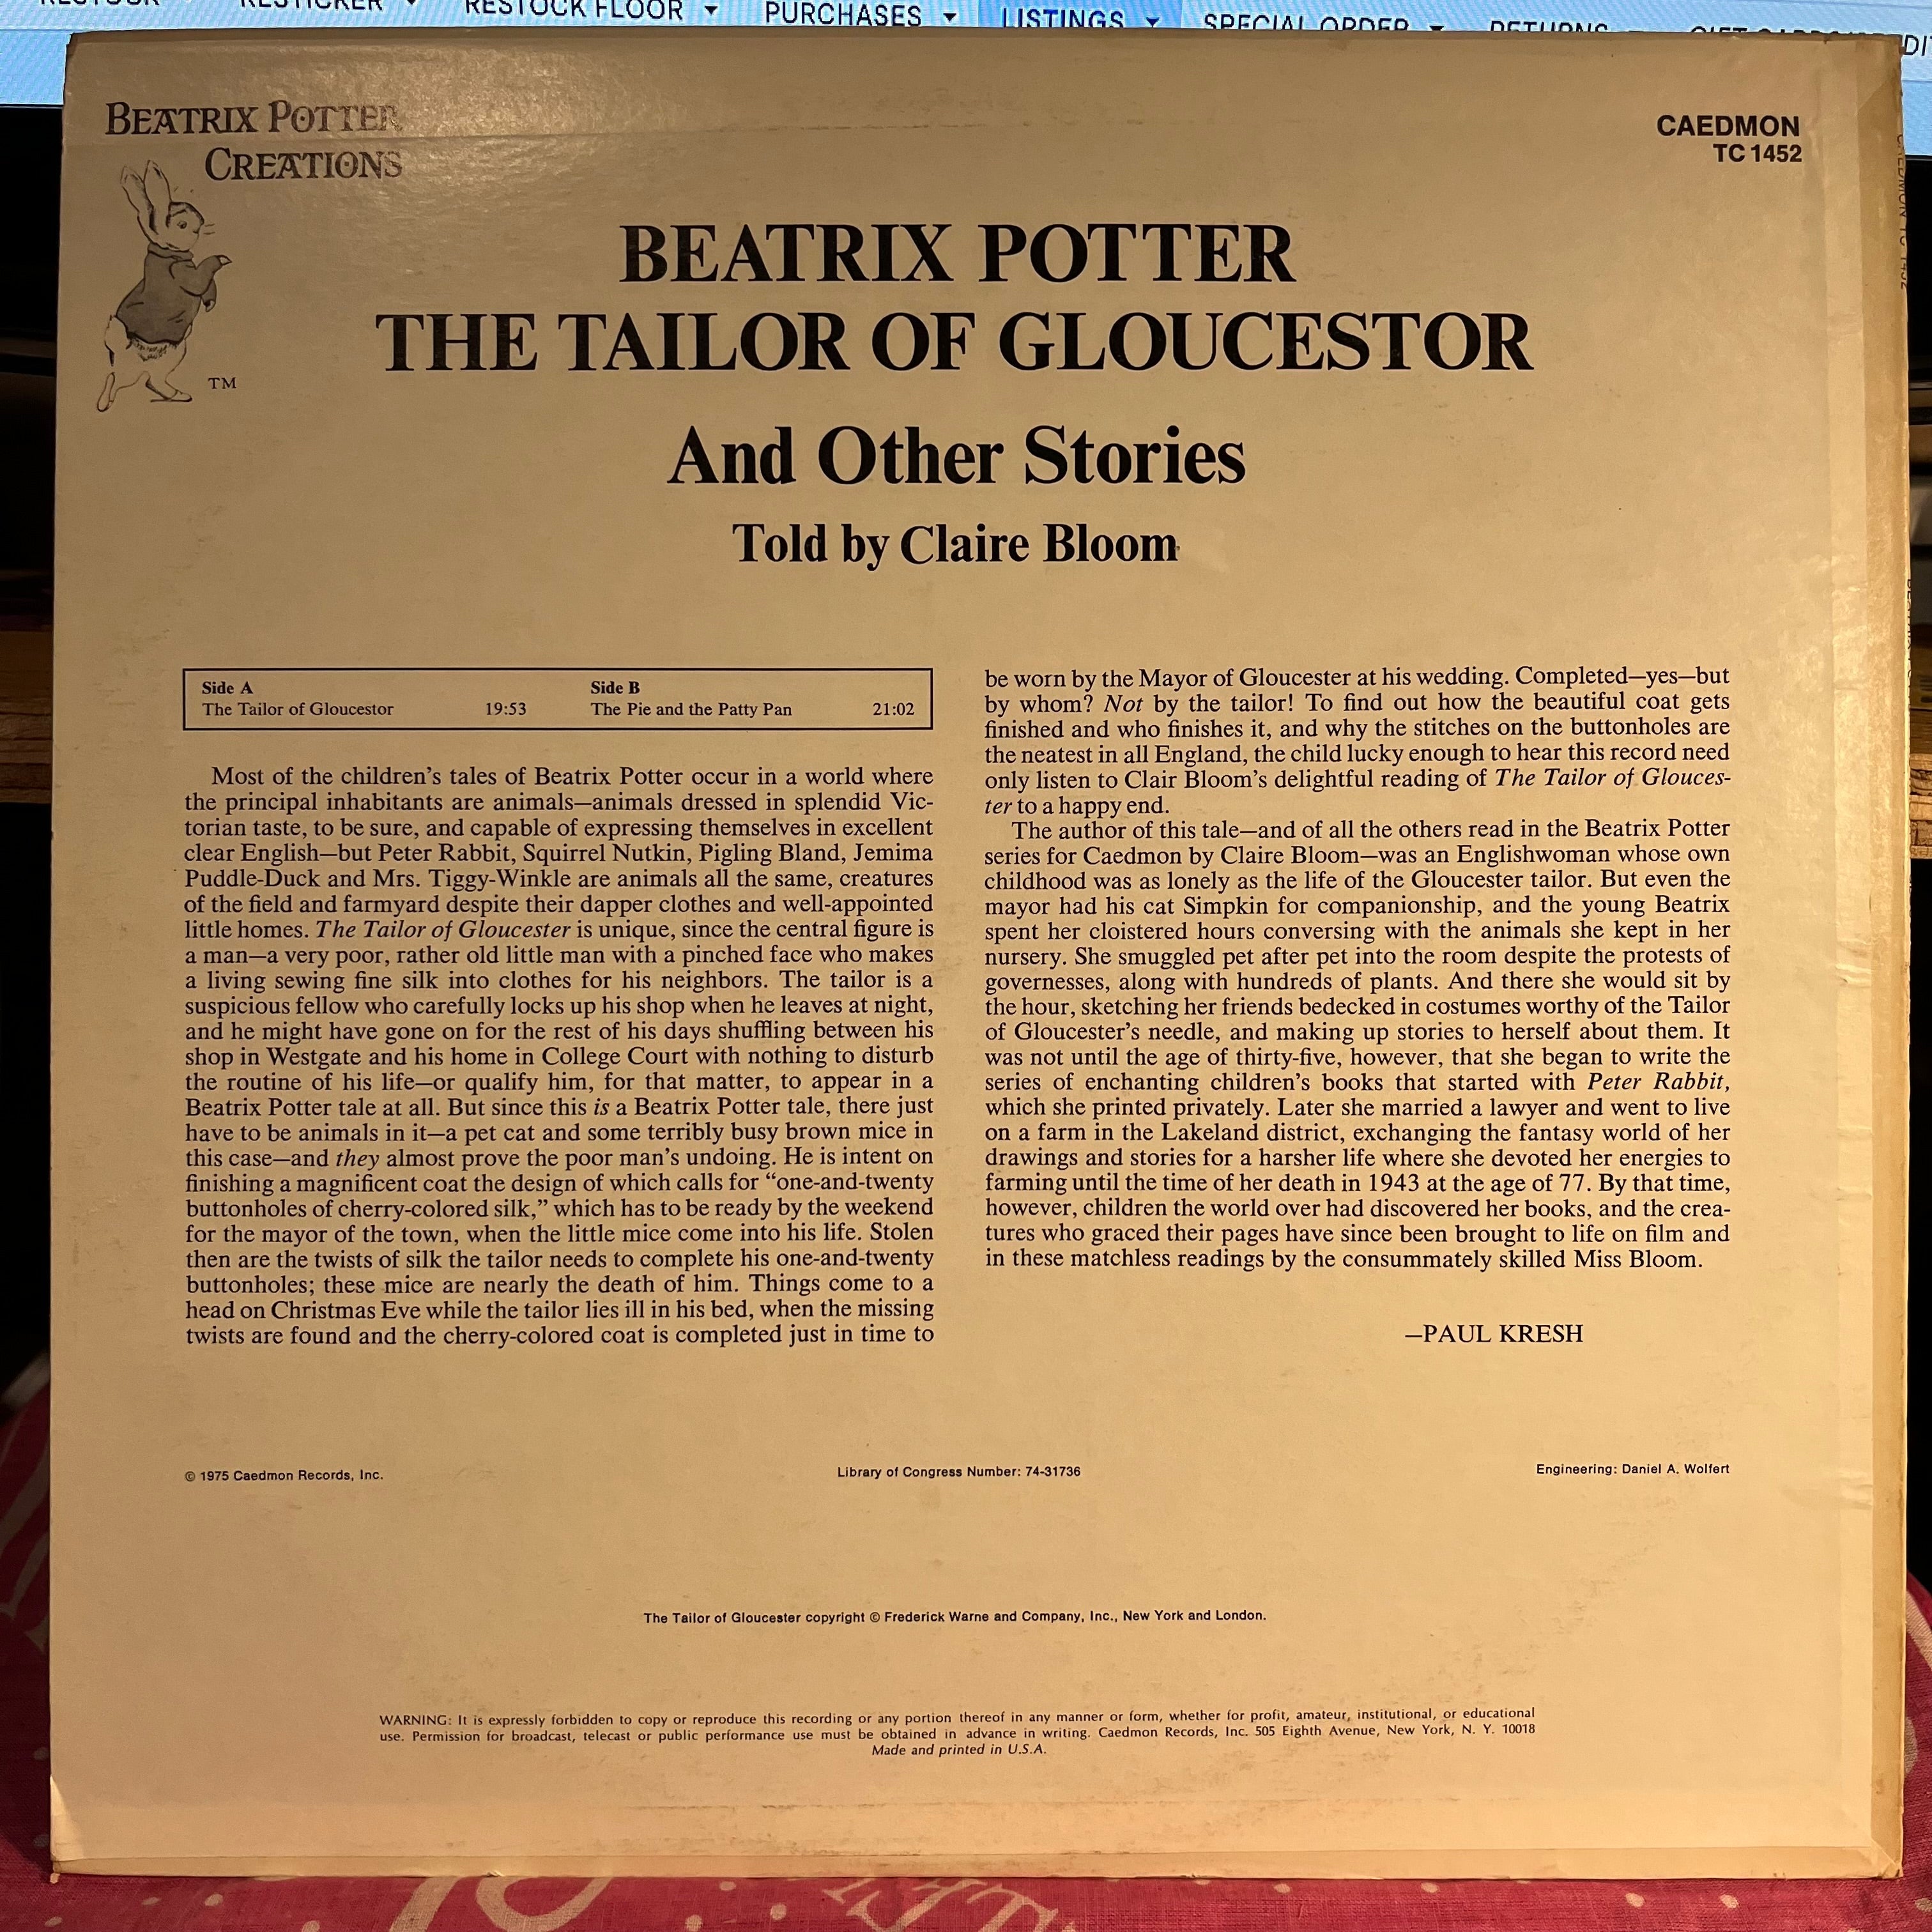 RESTOCK FLOOR
PURCHASES
LISTINGS
SPECIAL ORDER
RETURNS
BEATRIX POTTER
CREATIONS
TM
CAEDMON
TC 1452
BEATRIX POTTER
THE TAILOR OF GLOUCESTOR
And Other Stories
Told by Claire Bloom
Side A
The Tailor of Gloucestor 19:53
Side B
The Pie and the Patty Pan 21:02
Most of the children's tales of Beatrix Potter occur in a world where
the principal inhabitants are animals—animals dressed in splendid Vic-
torian taste, to be sure, and capable of expressing themselves in excellent
clear English—but Peter Rabbit, Squirrel Nutkin, Pigling Bland, Jemima
Puddle-Duck and Mrs. Tiggy-Winkle are animals all the same, creatures
of the field and farmyard despite their dapper clothes and well-appointed
little homes. The Tailor of Gloucester is unique, since the central figure is
a man—a very poor, rather old little man with a pinched face who makes
a living sewing fine silk into clothes for his neighbors. The tailor is a
suspicious fellow who carefully locks up his shop when he leaves at night,
and he might have gone on for the rest of his days shuffling between his
shop in Westgate and his home in College Court with nothing to disturb
the routine of his life—or qualify him, for that matter, to appear in a
Beatrix Potter tale at all. But since this is a Beatrix Potter tale, there just
have to be animals in it—a pet cat and some terribly busy brown mice in
this case—and they almost prove the poor man's undoing. He is intent on
finishing a magnificent coat the design of which calls for “one-and-twenty
buttonholes of cherry-colored silk,” which has to be ready by the weekend
for the mayor of the town, when the little mice come into his life. Stolen
then are the twists of silk the tailor needs to complete his one-and-twenty
buttonholes; these mice are nearly the death of him. Things come to a
head on Christmas Eve while the tailor lies ill in his bed, when the missing
twists are found and the cherry-colored coat is completed just in time to
be worn by the Mayor of Gloucester at his wedding. Completed—yes—but
by whom? Not by the tailor! To find out how the beautiful coat gets
finished and who finishes it, and why the stitches on the buttonholes are
the neatest in all England, the child lucky enough to hear this record need
only listen to Clair Bloom's delightful reading of The Tailor of Glouces-
ter to a happy end.
The author of this tale—and of all the others read in the Beatrix Potter
series for Caedmon by Claire Bloom—was an Englishwoman whose own
childhood was as lonely as the life of the Gloucester tailor. But even the
mayor had his cat Simpkin for companionship, and the young Beatrix
spent her cloistered hours conversing with the animals she kept in her
nursery. She smuggled pet after pet into the room despite the protests of
governesses, along with hundreds of plants. And there she would sit by
the hour, sketching her friends bedecked in costumes worthy of the Tailor
of Gloucester's needle, and making up stories to herself about them. It
was not until the age of thirty-five, however, that she began to write the
series of enchanting children's books that started with Peter Rabbit,
which she printed privately. Later she married a lawyer and went to live
on a farm in the Lakeland district, exchanging the fantasy world of her
drawings and stories for a harsher life where she devoted her energies to
farming until the time of her death in 1943 at the age of 77. By that time,
however, children the world over had discovered her books, and the crea-
tures who graced their pages have since been brought to life on film and
in these matchless readings by the consummately skilled Miss Bloom.
—PAUL KRESH
© 1975 Caedmon Records, Inc.
Library of Congress Number: 74-31736
Engineering: Daniel A. Wolfert
The Tailor of Gloucester copyright © Frederick Warne and Company, Inc., New York and London.
WARNING: It is expressly forbidden to copy or reproduce this recording or any portion thereof in any manner or form, whether for profit, amateur, institutional, or educational
use. Permission for broadcast, telecast or public performance use must be obtained in advance in writing. Caedmon Records, Inc. 505 Eighth Avenue, New York, N. Y. 10018
Made and printed in U.S.A.